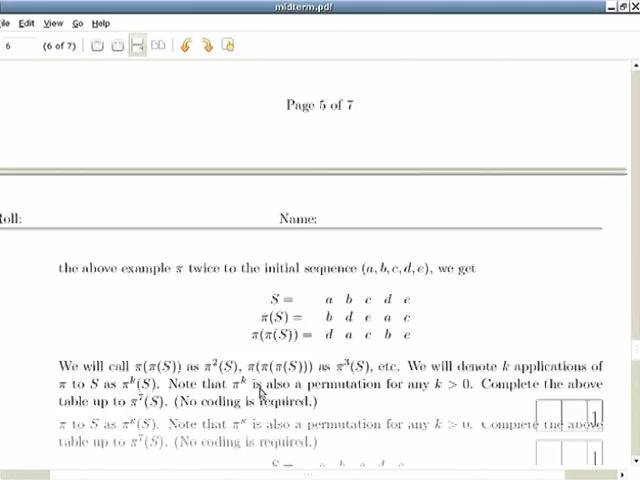 midterm.pdf
File Edit View Go Help
6 (6 of 7)
Page 5 of 7
Roll: Name:
the above example π twice to the initial sequence (a, b, c, d, e), we get
S = a b c d e
π(S) = b d e a c
π(π(S)) = d a c b e
We will call π(π(S)) as π²(S), π(π(π(S))) as π³(S), etc. We will denote k applications of
π to S as πᵏ(S). Note that πᵏ is also a permutation for any k > 0. Complete the above
table up to π⁷(S). (No coding is required.)
1
π to S as πᵏ(S). Note that πᵏ is also a permutation for any k > 0. Complete the above
table up to π⁷(S). (No coding is required.)
1
S = a b c d e